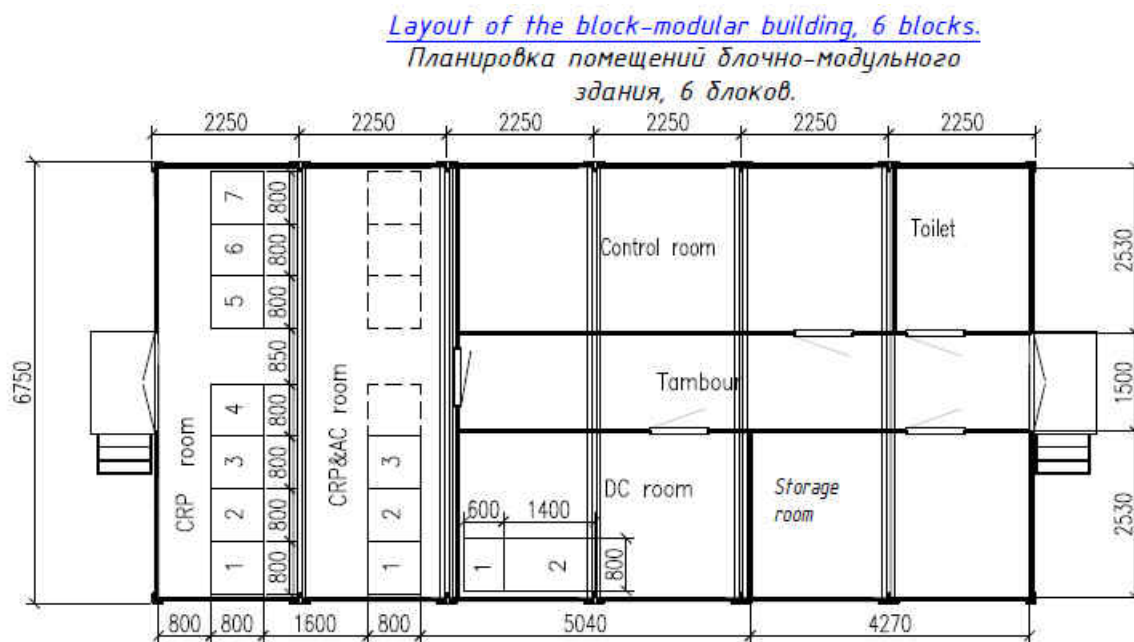 Layout of the block-modular building, 6 blocks.
Планировка помещений блочно-модульного
здания, 6 блоков.
2250 2250 2250 2250 2250 2250
6750
7 800
6 800
5 800
850
4 800
3 800
2 800
1 800
CRP room
CRP&AC room
3
2
1
Control room
Toilet
Tambour
DC room
Storage
room
600 1400
1 2 800
2530
1500
2530
800 800 1600 800 5040 4270